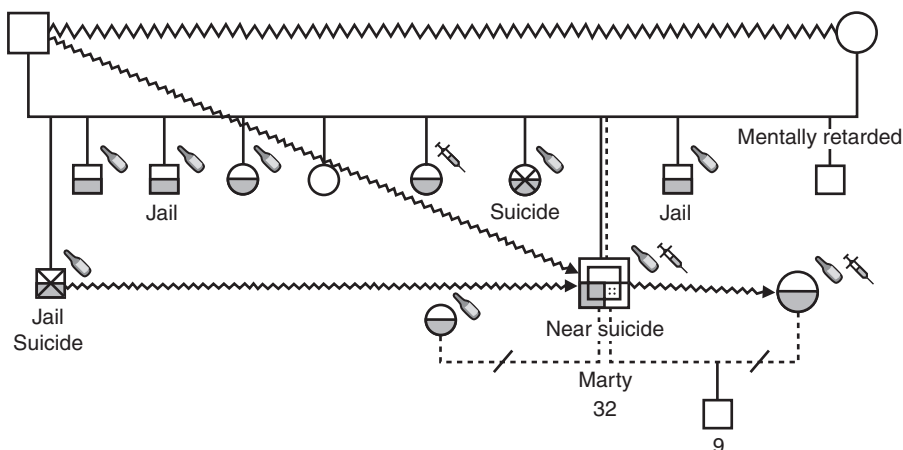 Mentally retarded
Jail
Suicide
Jail
Jail
Suicide
Near suicide
Marty
32
9